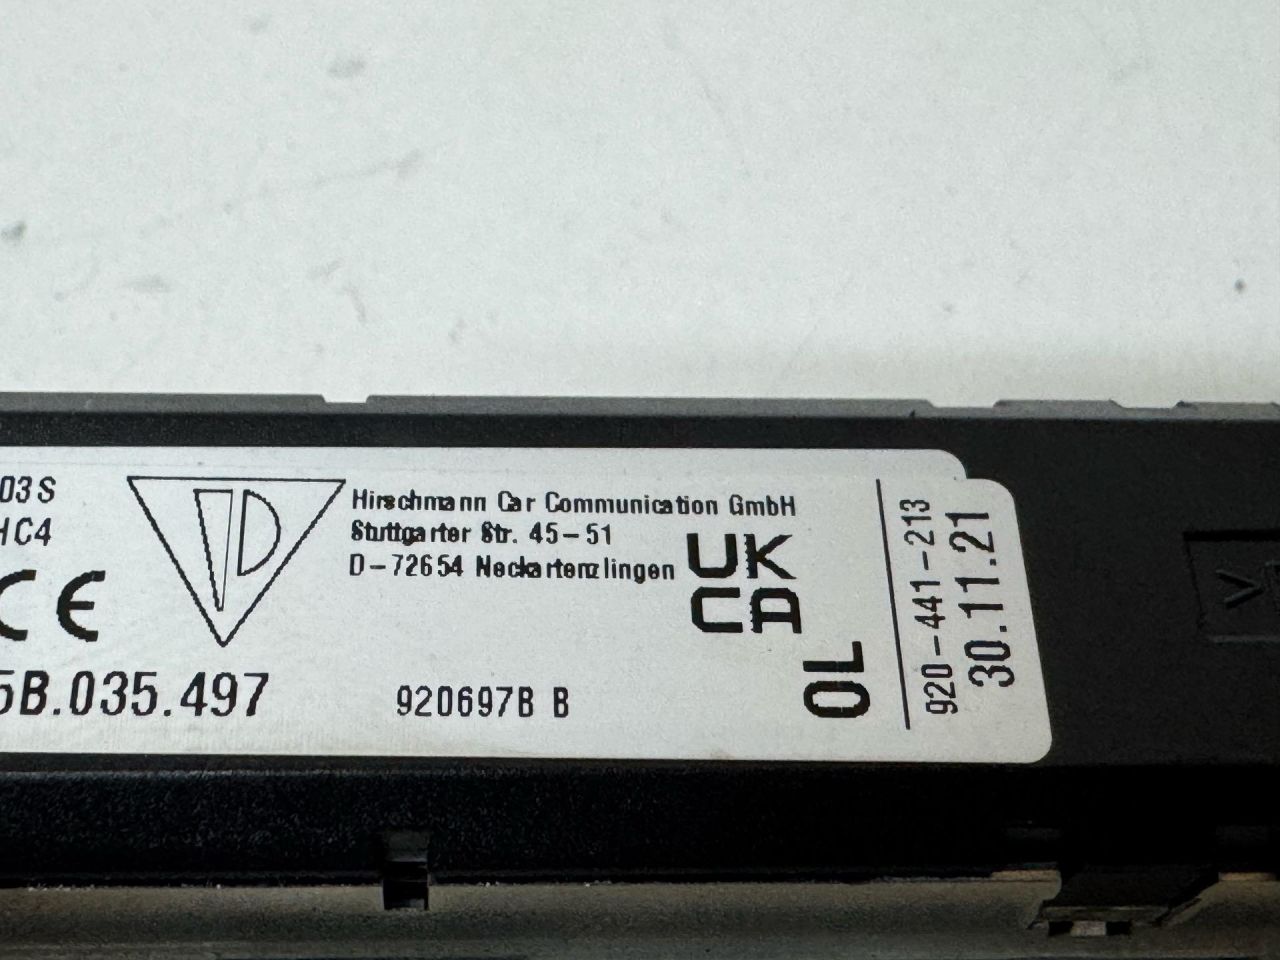 03S
HC4
CE
5B.035.497
Hirschmann Car Communication GmbH
Stuttgarter Str. 45-51
D-72654 Neckartenzlingen
UK
CA
920697B B
0L
920-441-213
30.11.21